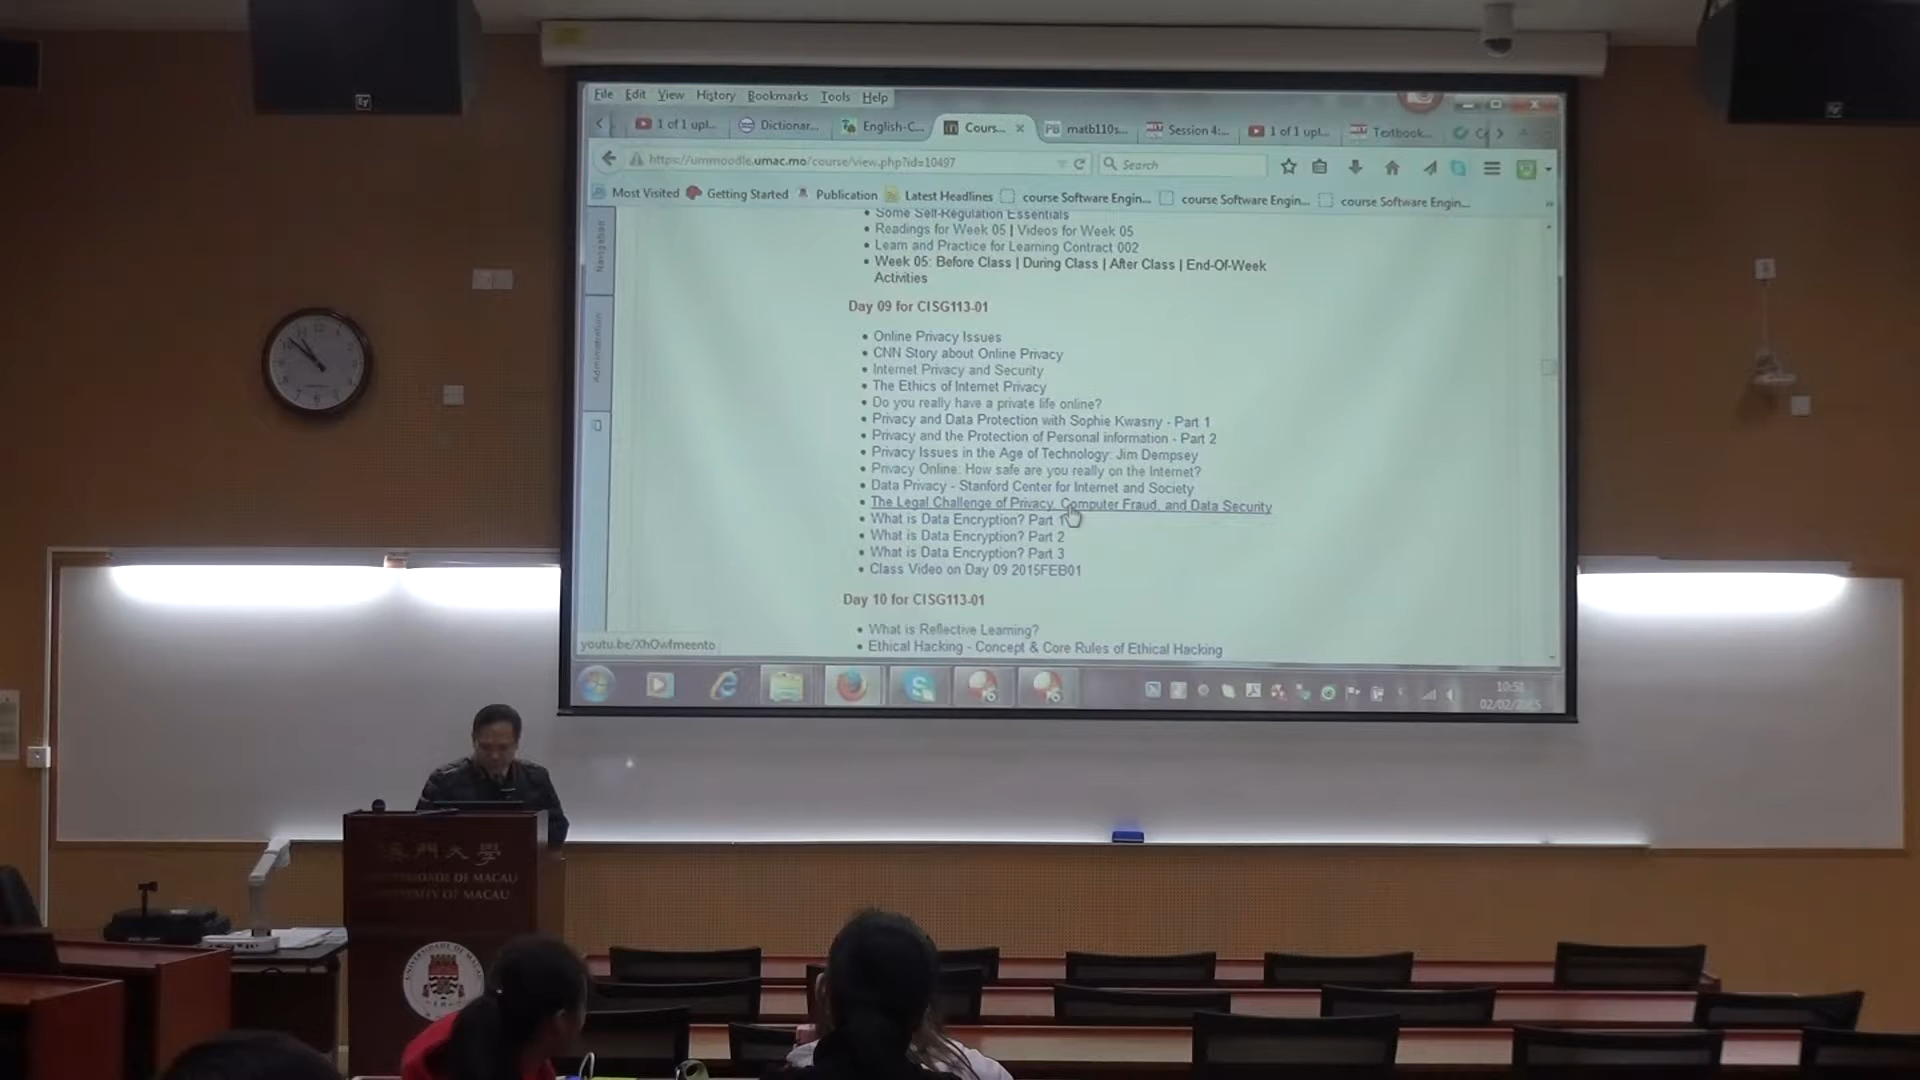 File Edit View History Bookmarks Tools Help
1 of 1 upl... Dictionar... English-C... Cours... matb110s... Session 4:... 1 of 1 upl... Textbook...
https://ummoodle.umac.mo/course/view.php?id=10497 Search
Most Visited Getting Started Publication Latest Headlines course Software Engin... course Software Engin... course Software Engin...
Navigation
Administration
• Some Self-Regulation Essentials
• Readings for Week 05 | Videos for Week 05
• Learn and Practice for Learning Contract 002
• Week 05: Before Class | During Class | After Class | End-Of-Week
Activities
Day 09 for CISG113-01
• Online Privacy Issues
• CNN Story about Online Privacy
• Internet Privacy and Security
• The Ethics of Internet Privacy
• Do you really have a private life online?
• Privacy and Data Protection with Sophie Kwasny - Part 1
• Privacy and the Protection of Personal information - Part 2
• Privacy Issues in the Age of Technology: Jim Dempsey
• Privacy Online: How safe are you really on the Internet?
• Data Privacy - Stanford Center for Internet and Society
• The Legal Challenge of Privacy, Computer Fraud, and Data Security
• What is Data Encryption? Part 1
• What is Data Encryption? Part 2
• What is Data Encryption? Part 3
• Class Video on Day 09 2015FEB01
Day 10 for CISG113-01
• What is Reflective Learning?
• Ethical Hacking - Concept & Core Rules of Ethical Hacking
youtu.be/XhOwfmeento
10:51
02/02/2015
澳門大學
UNIVERSIDADE DE MACAU
UNIVERSITY OF MACAU